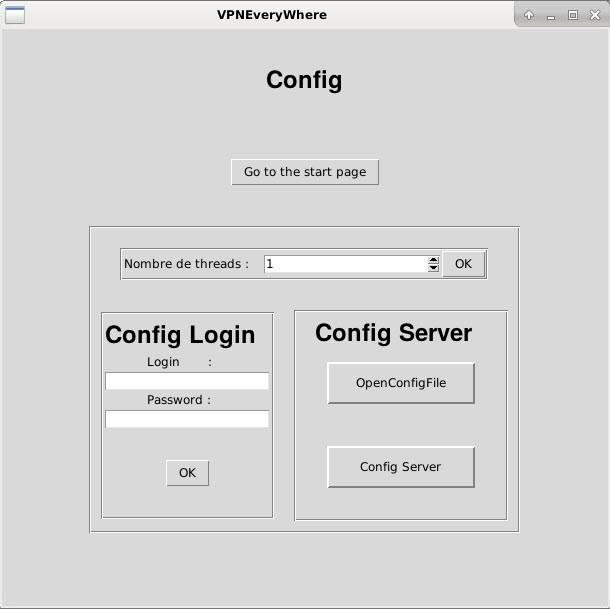 VPNEveryWhere
Config
Go to the start page
Nombre de threads : 1 OK
Config Login
Login :
Password :
OK
Config Server
OpenConfigFile
Config Server